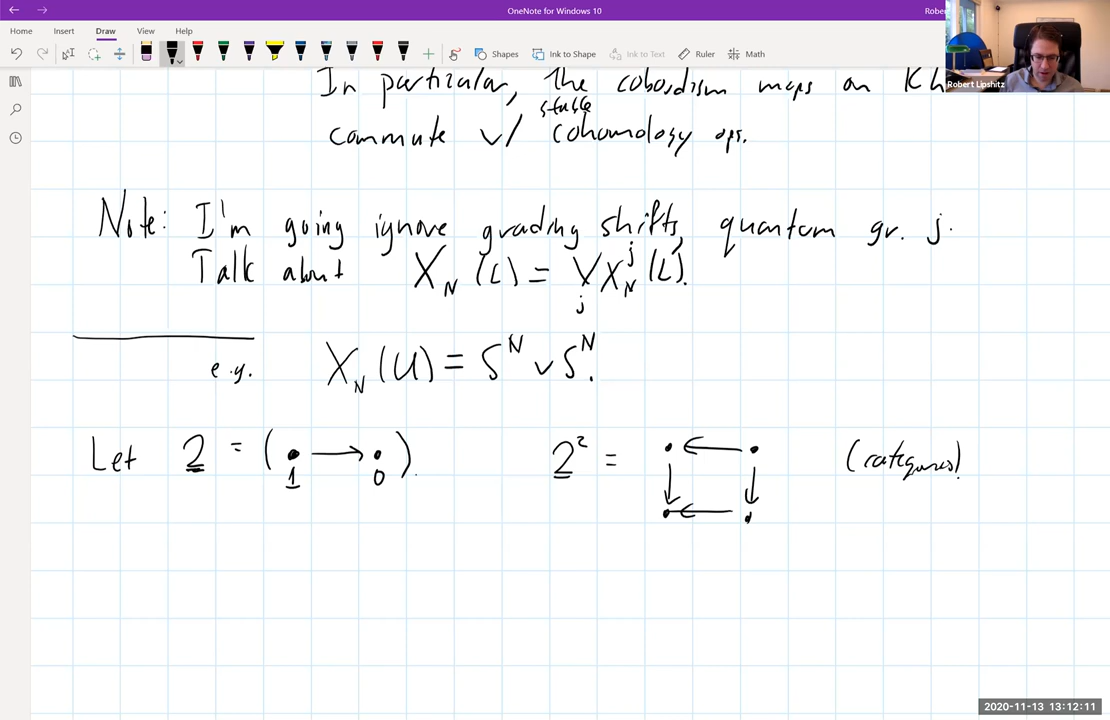 OneNote for Windows 10
Home Insert Draw View Help
Shapes Ink to Shape Ink to Text Ruler Math
Robert Lipshitz
In particular, the cobordism maps on Kh
commute w/ stable cohomology ops.
Note: I'm going ignore grading shifts, quantum gr. j.
Talk about X_N(L) = ⋁_j X_N^j(L).
e.g. X_N(U) = S^N ∨ S^N.
Let 2 = (• → •). 2² = (categories)
1 0
2020-11-13 13:12:11